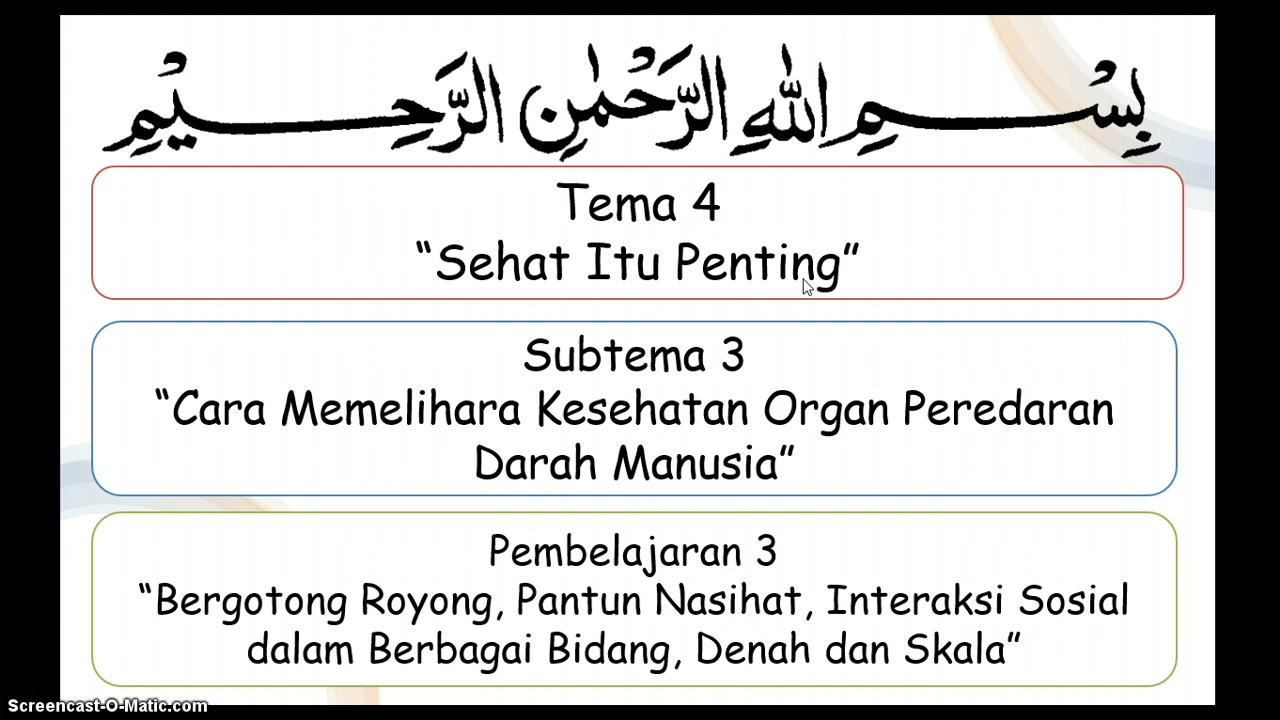 بِسْمِ اللهِ الرَّحْمٰنِ الرَّحِيْمِ
Tema 4
“Sehat Itu Penting”
Subtema 3
“Cara Memelihara Kesehatan Organ Peredaran
Darah Manusia”
Pembelajaran 3
“Bergotong Royong, Pantun Nasihat, Interaksi Sosial
dalam Berbagai Bidang, Denah dan Skala”
Screencast-O-Matic.com